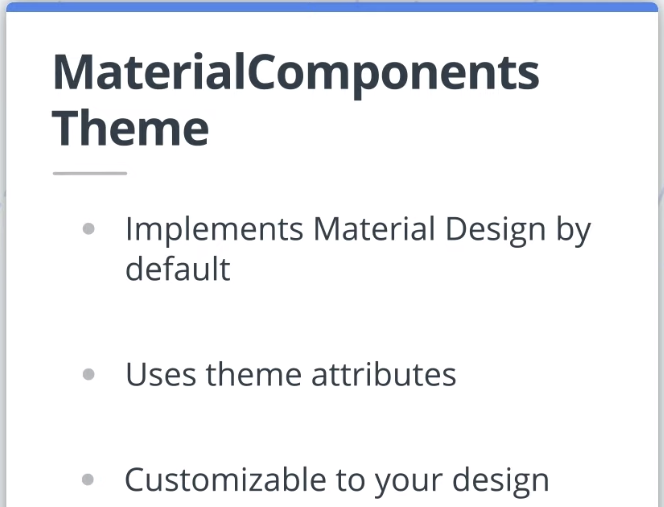 MaterialComponents
Theme
Implements Material Design by
default
Uses theme attributes
Customizable to your design